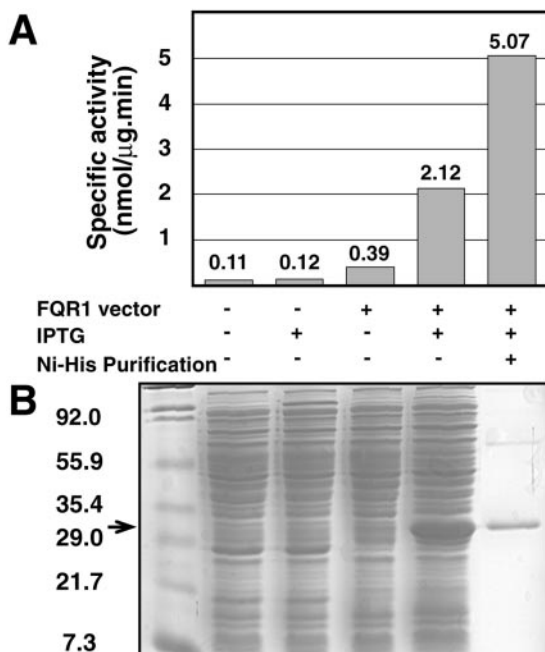 A
Specific activity
(nmol/µg.min)
5
4
3
2
1
0.11
0.12
0.39
2.12
5.07
FQR1 vector - - + + +
IPTG - + - + +
Ni-His Purification - - - - +
B
92.0
55.9
35.4
29.0
21.7
7.3